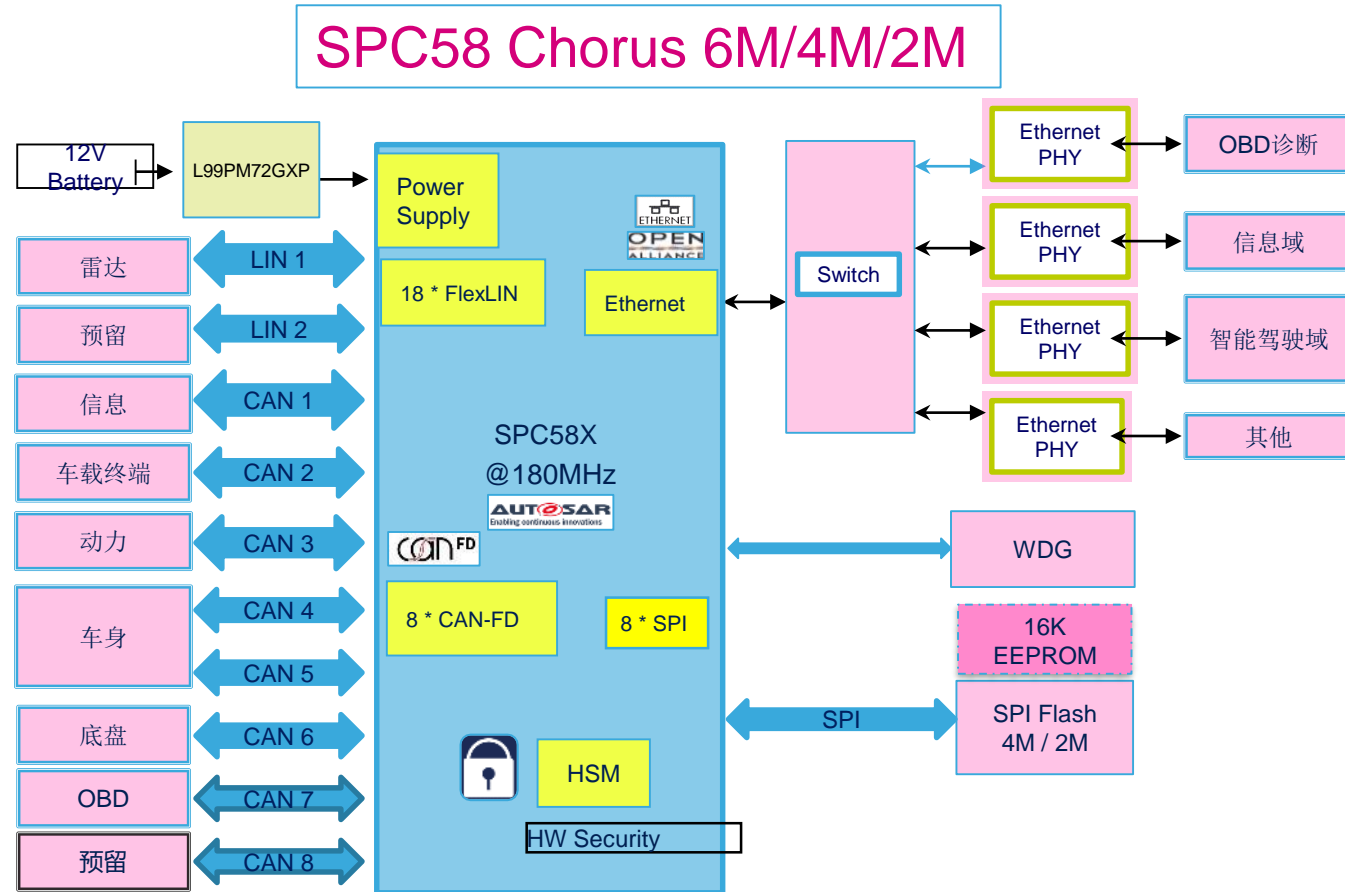 SPC58 Chorus 6M/4M/2M
12V
Battery
L99PM72GXP
Power
Supply
雷达
LIN 1
18 * FlexLIN
预留
LIN 2
信息
CAN 1
车载终端
CAN 2
动力
CAN 3
车身
CAN 4
CAN 5
底盘
CAN 6
OBD
CAN 7
预留
CAN 8
ETHERNET
OPEN
ALLIANCE
Ethernet
SPC58X
@180MHz
AUTOSAR
Enabling continuous innovations
CAN FD
8 * CAN-FD
8 * SPI
HSM
HW Security
Switch
Ethernet
PHY
OBD诊断
Ethernet
PHY
信息域
Ethernet
PHY
智能驾驶域
Ethernet
PHY
其他
WDG
16K
EEPROM
SPI
SPI Flash
4M / 2M